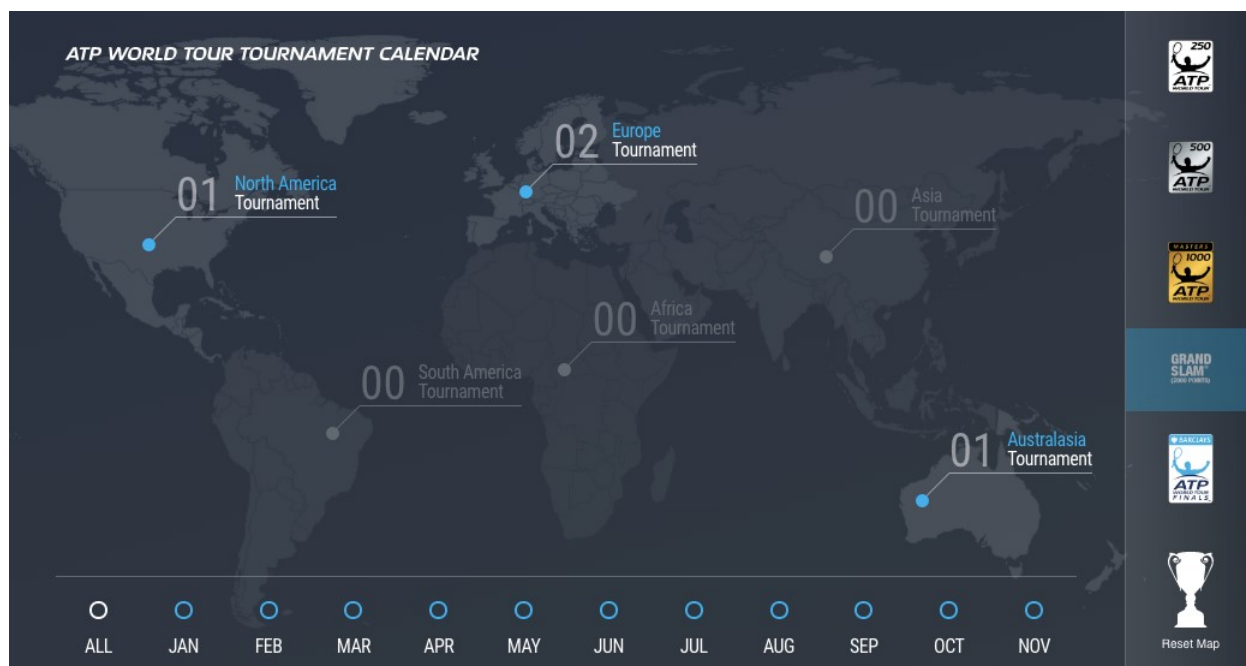 ATP WORLD TOUR TOURNAMENT CALENDAR
01 North America
Tournament
02 Europe
Tournament
00 Asia
Tournament
00 Africa
Tournament
00 South America
Tournament
01 Australasia
Tournament
ALL JAN FEB MAR APR MAY JUN JUL AUG SEP OCT NOV
250
ATP
WORLD TOUR
500
ATP
WORLD TOUR
MASTERS
1000
ATP
WORLD TOUR
GRAND
SLAM™
(2000 POINTS)
BARCLAYS
ATP
WORLD TOUR
FINALS
Reset Map